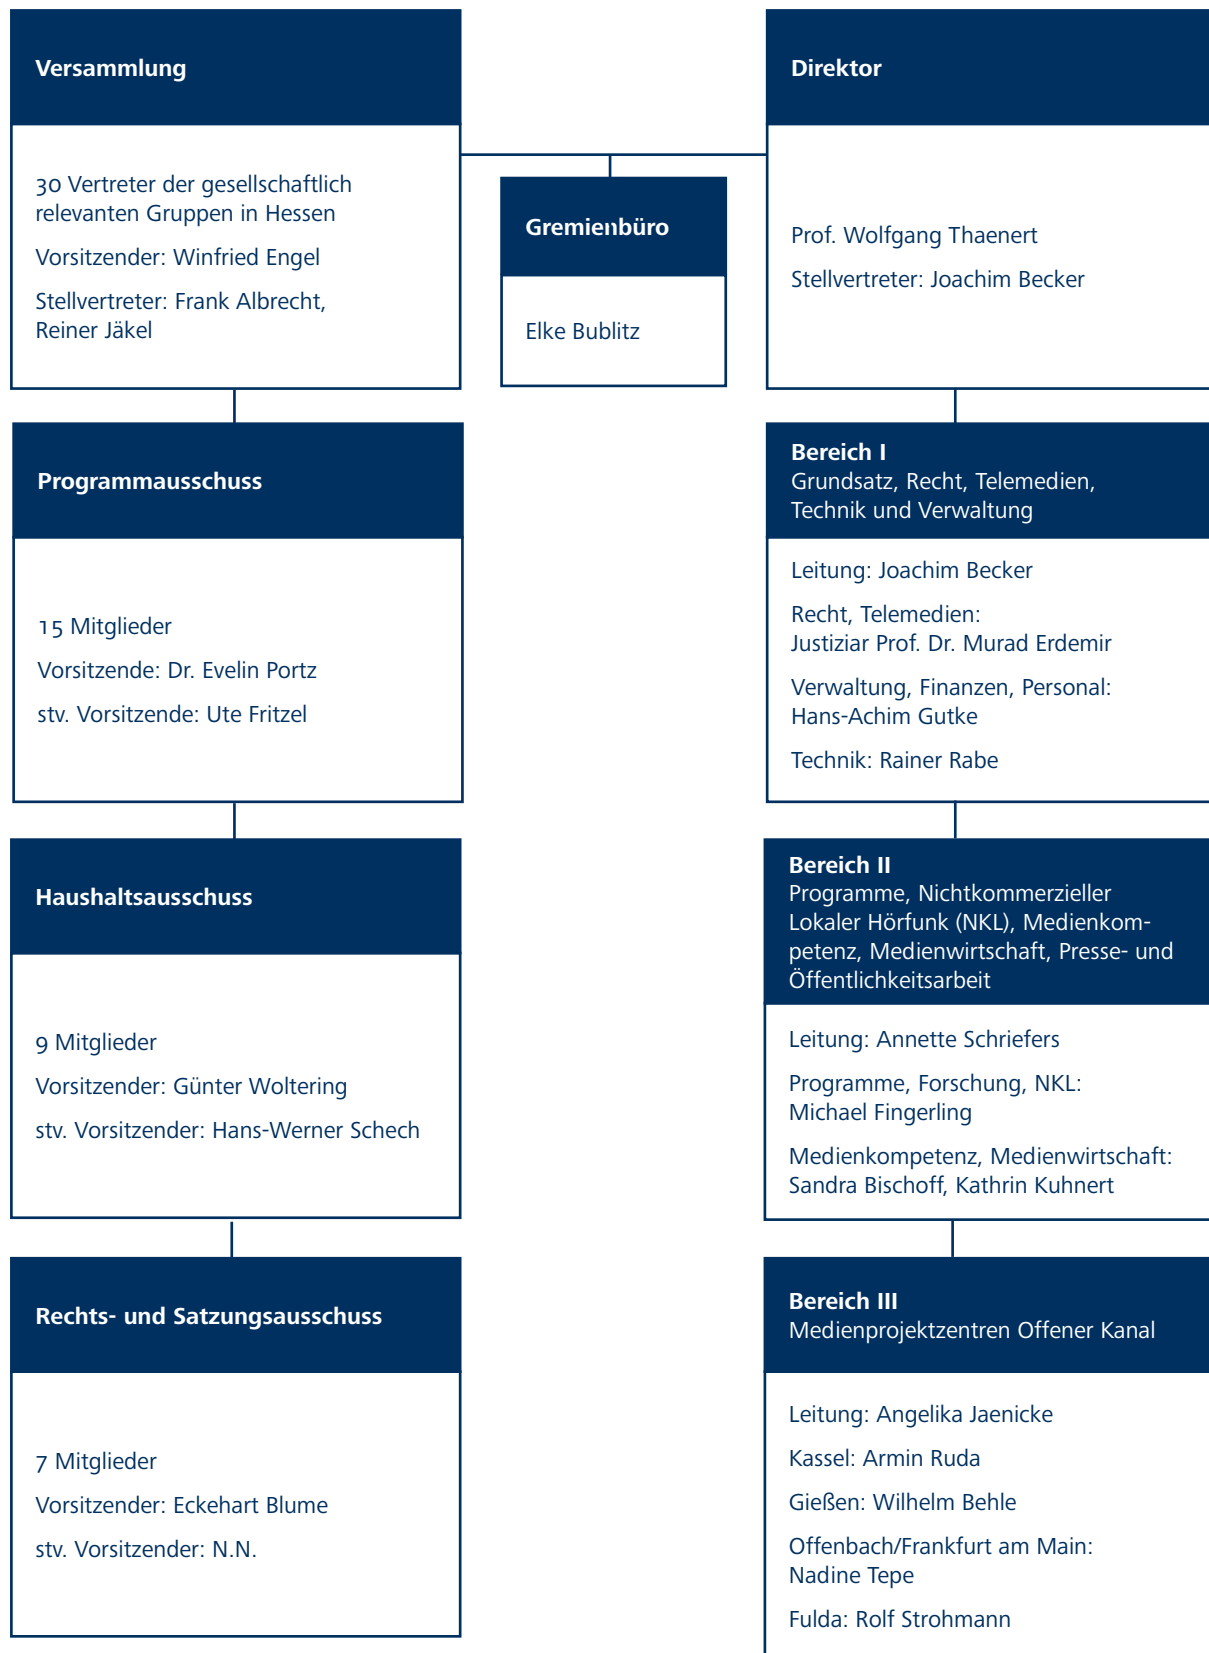 Versammlung
30 Vertreter der gesellschaftlich
relevanten Gruppen in Hessen
Vorsitzender: Winfried Engel
Stellvertreter: Frank Albrecht,
Reiner Jäkel
Gremienbüro
Elke Bublitz
Direktor
Prof. Wolfgang Thaenert
Stellvertreter: Joachim Becker
Programmausschuss
15 Mitglieder
Vorsitzende: Dr. Evelin Portz
stv. Vorsitzende: Ute Fritzel
Haushaltsausschuss
9 Mitglieder
Vorsitzender: Günter Woltering
stv. Vorsitzender: Hans-Werner Schech
Rechts- und Satzungsausschuss
7 Mitglieder
Vorsitzender: Eckehart Blume
stv. Vorsitzender: N.N.
Bereich I
Grundsatz, Recht, Telemedien,
Technik und Verwaltung
Leitung: Joachim Becker
Recht, Telemedien:
Justiziar Prof. Dr. Murad Erdemir
Verwaltung, Finanzen, Personal:
Hans-Achim Gutke
Technik: Rainer Rabe
Bereich II
Programme, Nichtkommerzieller
Lokaler Hörfunk (NKL), Medienkom-
petenz, Medienwirtschaft, Presse- und
Öffentlichkeitsarbeit
Leitung: Annette Schriefers
Programme, Forschung, NKL:
Michael Fingerling
Medienkompetenz, Medienwirtschaft:
Sandra Bischoff, Kathrin Kuhnert
Bereich III
Medienprojektzentren Offener Kanal
Leitung: Angelika Jaenicke
Kassel: Armin Ruda
Gießen: Wilhelm Behle
Offenbach/Frankfurt am Main:
Nadine Tepe
Fulda: Rolf Strohmann